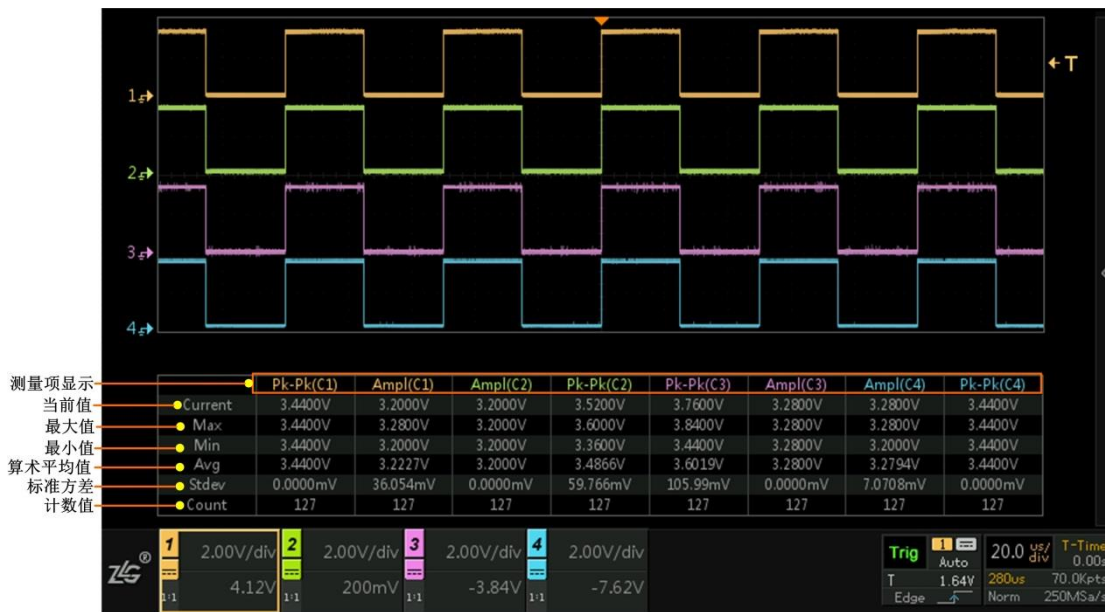 T
1
2
3
4
测量项显示 Pk-Pk(C1) Ampl(C1) Ampl(C2) Pk-Pk(C2) Pk-Pk(C3) Ampl(C3) Ampl(C4) Pk-Pk(C4)
当前值 Current 3.4400V 3.2000V 3.2000V 3.5200V 3.7600V 3.2800V 3.2800V 3.4400V
最大值 Max 3.4400V 3.2800V 3.2000V 3.6000V 3.8400V 3.2800V 3.2800V 3.4400V
最小值 Min 3.4400V 3.2000V 3.2000V 3.3600V 3.4400V 3.2800V 3.2000V 3.4400V
算术平均值 Avg 3.4400V 3.2227V 3.2000V 3.4866V 3.6019V 3.2800V 3.2794V 3.4400V
标准方差 Stdev 0.0000mV 36.054mV 0.0000mV 59.766mV 105.99mV 0.0000mV 7.0708mV 0.0000mV
计数值 Count 127 127 127 127 127 127 127 127
ZLG®
1 2.00V/div 4.12V 1:1
2 2.00V/div 200mV 1:1
3 2.00V/div -3.84V 1:1
4 2.00V/div -7.62V 1:1
Trig 1 Auto
T 1.64V
Edge
20.0 us/div T-Time 0.00s
280us 70.0Kpts
Norm 250MSa/s